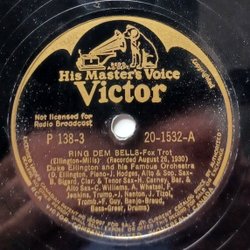 His Master's Voice
Victor
Not licensed for
Radio Broadcast
P 138-3
20-1532-A
RING DEM BELLS-Fox Trot
(Ellington-Mills) (Recorded August 26, 1930)
Duke Ellington and his Famous Orchestra
D. Ellington, Piano-J. Hodges, Alto & Sop. Sax-
B. Bigard, Clar. & Tenor Sax-H. Carney, Bar. &
Alto Sax-C. Williams, A. Whetsel, F.
Jenkins, Trump.-J. Nanton, J. Tizol,
Tromb.-F. Guy, Banjo-Braud,
Bass-Greer, Drums)